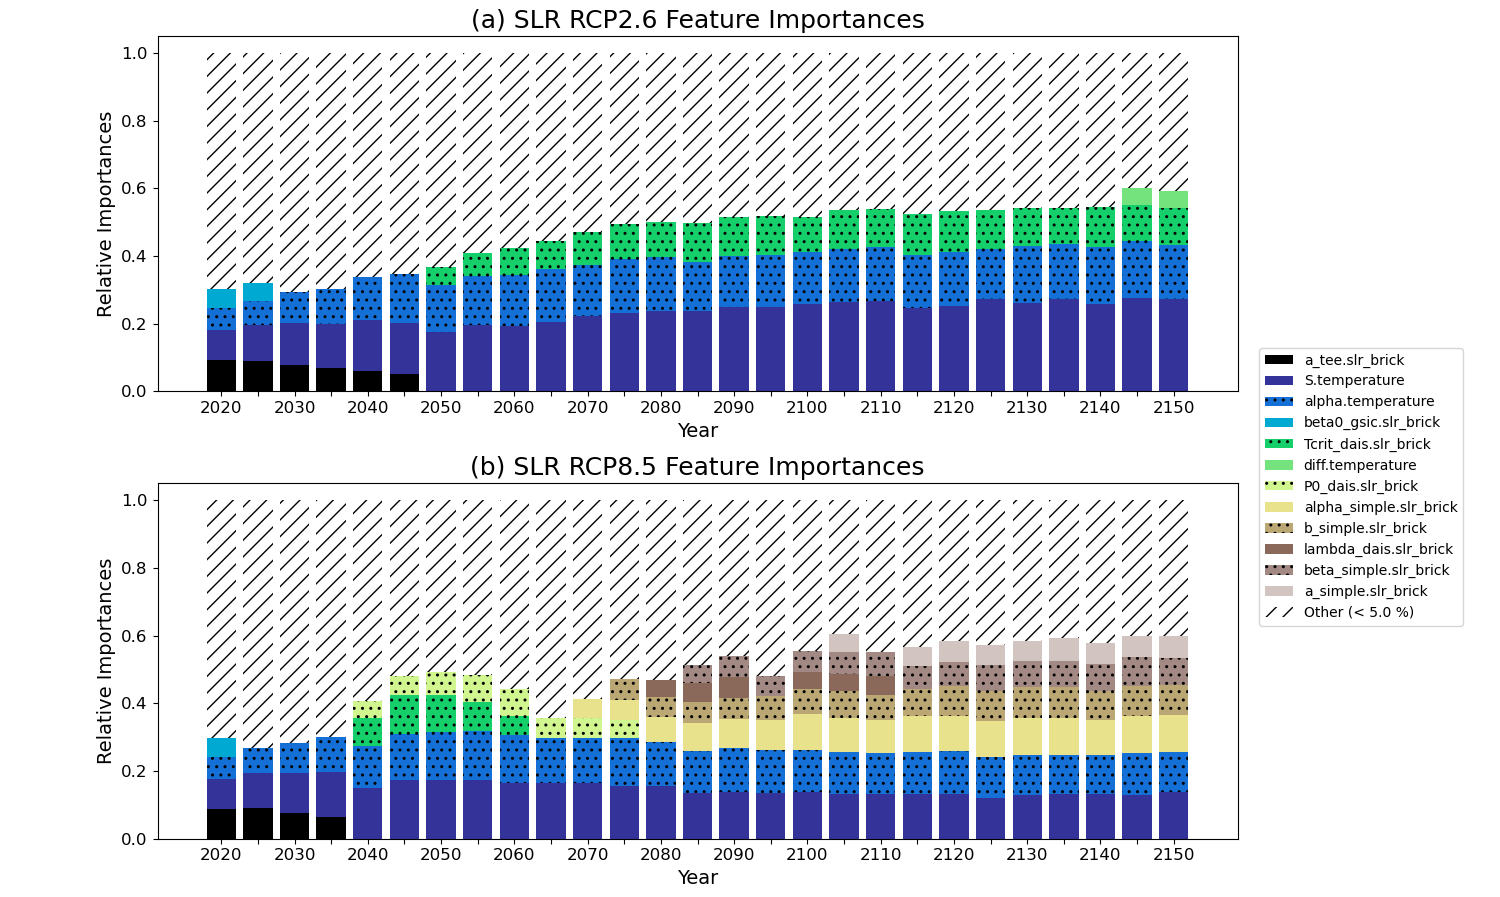 (a) SLR RCP2.6 Feature Importances
1.0
0.8
0.6
0.4
0.2
0.0
Relative Importances
2020 2030 2040 2050 2060 2070 2080 2090 2100 2110 2120 2130 2140 2150
Year
(b) SLR RCP8.5 Feature Importances
1.0
0.8
0.6
0.4
0.2
0.0
Relative Importances
2020 2030 2040 2050 2060 2070 2080 2090 2100 2110 2120 2130 2140 2150
Year
a_tee.slr_brick
S.temperature
alpha.temperature
beta0_gsic.slr_brick
Tcrit_dais.slr_brick
diff.temperature
P0_dais.slr_brick
alpha_simple.slr_brick
b_simple.slr_brick
lambda_dais.slr_brick
beta_simple.slr_brick
a_simple.slr_brick
Other (< 5.0 %)